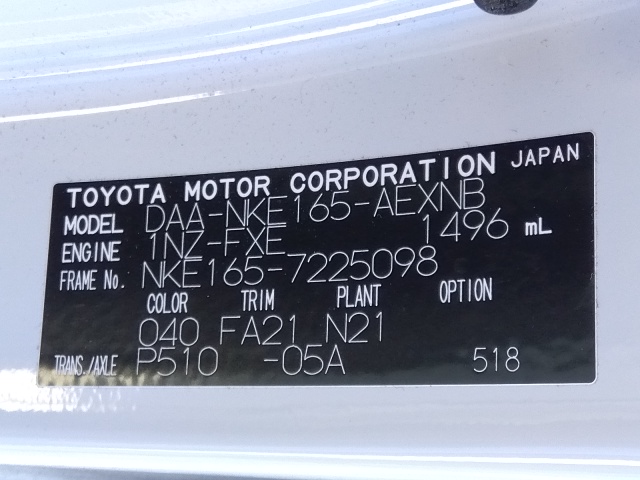 TOYOTA MOTOR CORPORATION JAPAN
MODEL DAA-NKE165-AEXNB
ENGINE 1NZ-FXE 1496 mL
FRAME No. NKE165-7225098
COLOR TRIM PLANT OPTION
040 FA21 N21
TRANS./AXLE P510 -05A 518